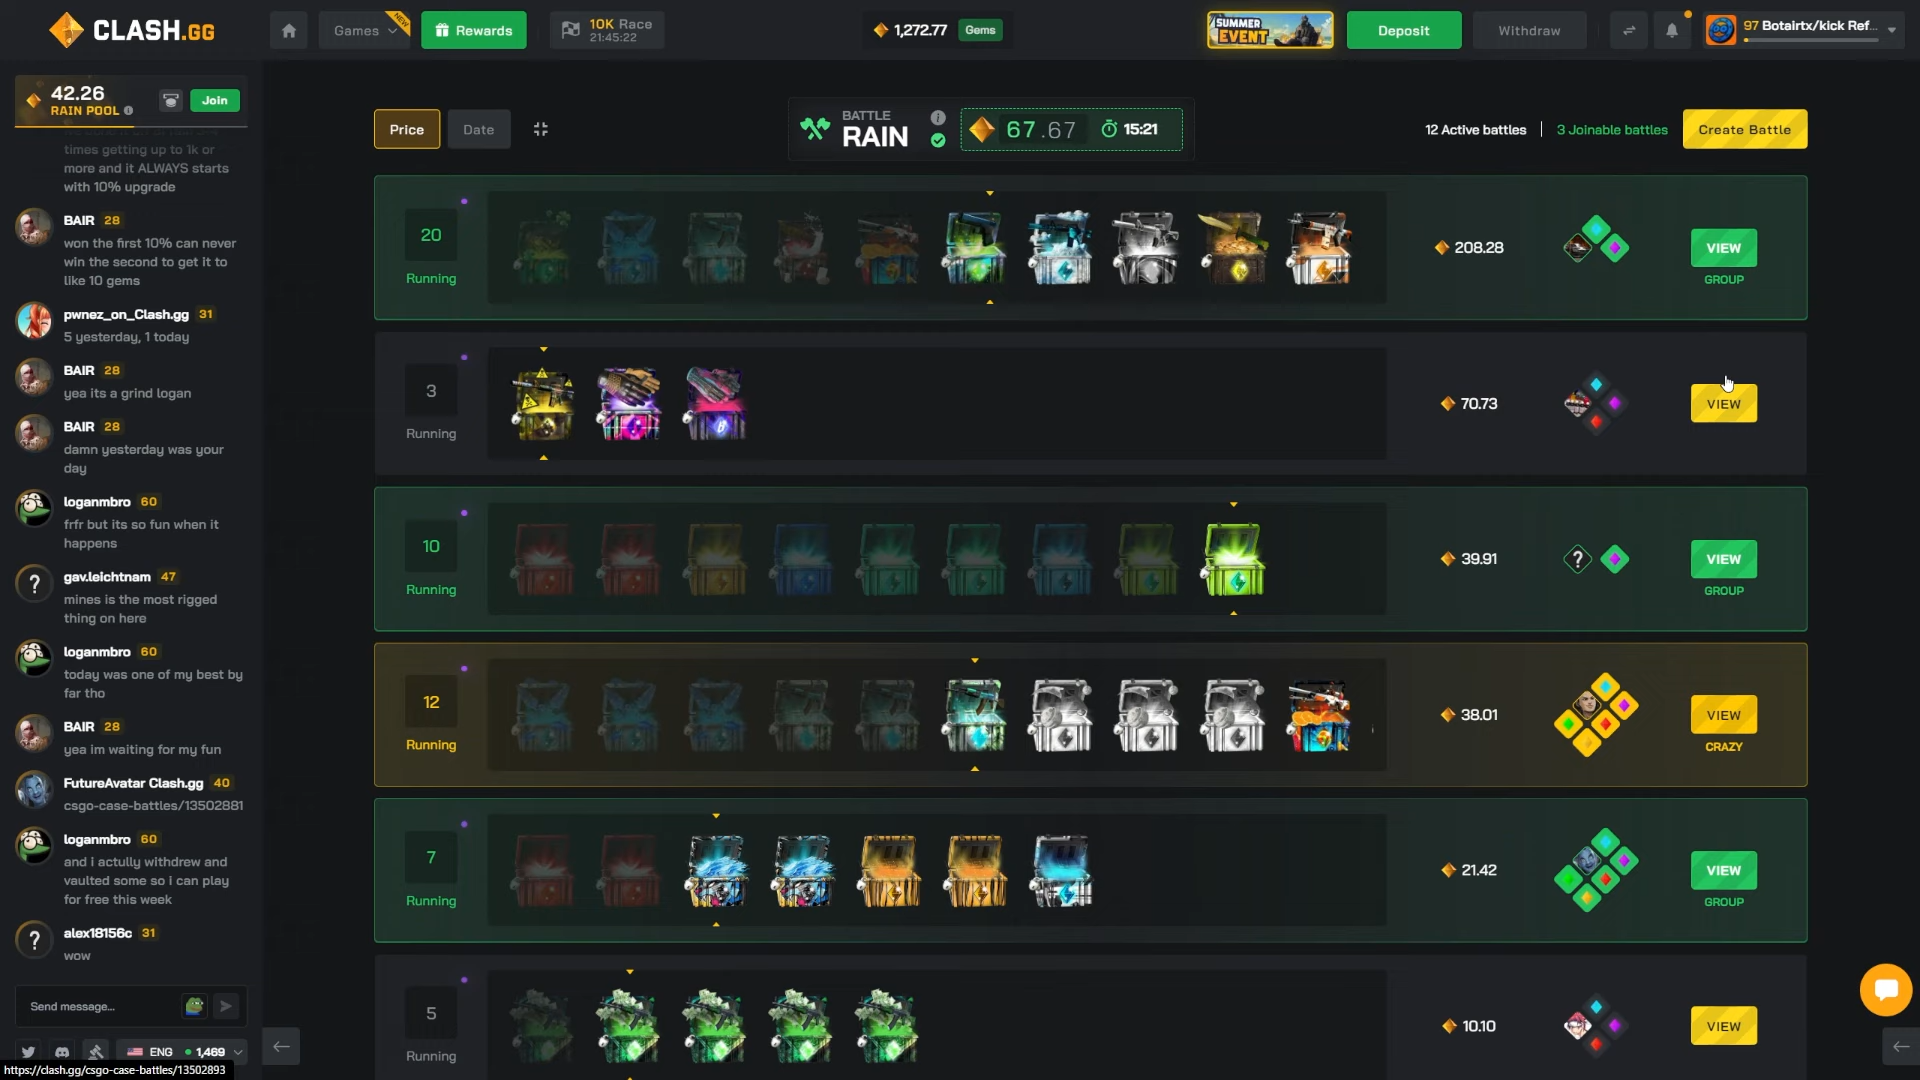 CLASH.GG
Games
NEW
Rewards
10K Race
21:45:22
1,272.77
Gems
SUMMER
EVENT
Deposit
Withdraw
97 Botairtx/kick Ref...
42.26
RAIN POOL
Join
times getting up to 1k or
more and it ALWAYS starts
with 10% upgrade
BAIR 28
won the first 10% can never
win the second to get it to
like 10 gems
pwnez_on_Clash.gg 31
5 yesterday, 1 today
BAIR 28
yea its a grind logan
BAIR 28
damn yesterday was your
day
loganmbro 60
frfr but its so fun when it
happens
?
gav.leichtnam 47
mines is the most rigged
thing on here
loganmbro 60
today was one of my best by
far tho
BAIR 28
yea im waiting for my fun
FutureAvatar Clash.gg 40
csgo-case-battles/13502881
loganmbro 60
and i actully withdrew and
vaulted some so i can play
for free this week
?
alex18156c 31
wow
Send message...
ENG 1,469
https://clash.gg/csgo-case-battles/13502893
Price
Date
BATTLE
RAIN
67.67
15:21
12 Active battles
3 Joinable battles
Create Battle
20
Running
208.28
VIEW
GROUP
3
Running
70.73
VIEW
10
Running
39.91
?
VIEW
GROUP
12
Running
38.01
VIEW
CRAZY
7
Running
21.42
VIEW
GROUP
5
Running
10.10
VIEW